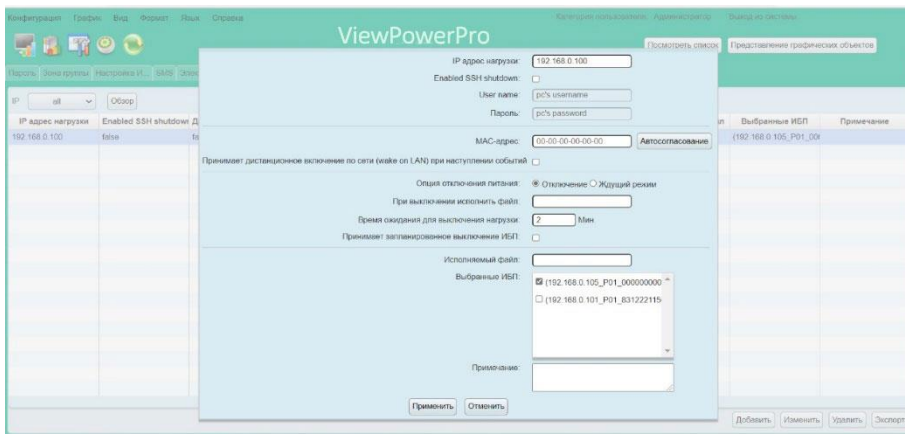 Конфигурация График Вид Формат Язык Справка
Категория пользователя: Администратор Вывод из системы
ViewPowerPro
Посмотреть список Представление графических объектов
Пароль Зона группы Настройка И... SMS
IP all Обзор
IP адрес нагрузки Enabled SSH shutdown Выбранные ИБП Примечание
192.168.0.100 false (192.168.0.105_P01_00
IP адрес нагрузки: 192.168.0.100
Enabled SSH shutdown:
User name: pc's username
Пароль: pc's password
MAC-адрес: 00-00-00-00-00-00 Автосогласование
Принимает дистанционное включение по сети (wake on LAN) при наступлении событий
Опция отключения питания: Отключение Ждущий режим
При выключении исполнить файл:
Время ожидания для выключения нагрузки: 2 Мин
Принимает запланированное выключение ИБП:
Исполняемый файл:
Выбранные ИБП: (192.168.0.105_P01_000000000
(192.168.0.101_P01_831222115
Примечание:
Применить Отменить
Добавить Изменить Удалить Экспорт